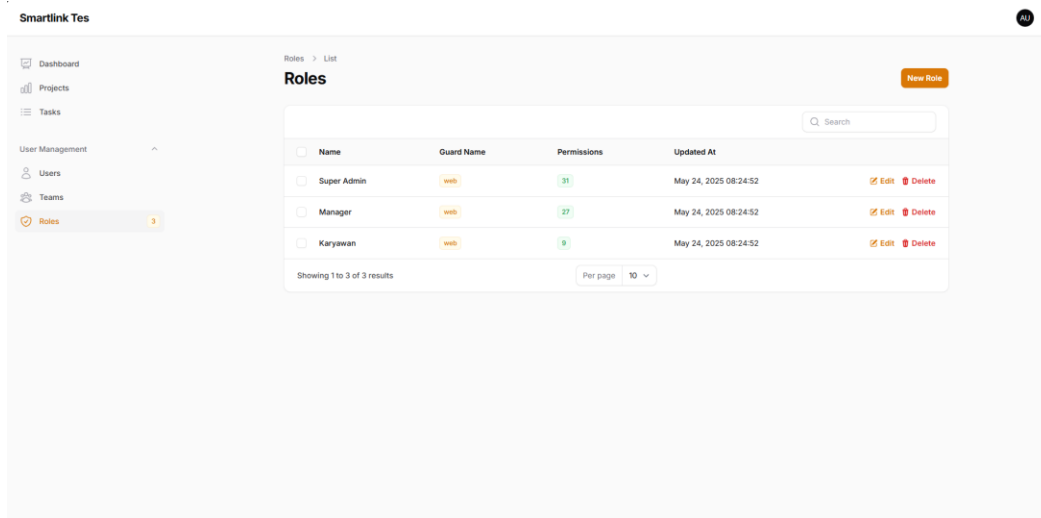 Smartlink Tes
AU
Dashboard
Projects
Tasks
User Management
Users
Teams
Roles 3
Roles > List
Roles
New Role
Search
Name Guard Name Permissions Updated At
Super Admin web 31 May 24, 2025 08:24:52 Edit Delete
Manager web 27 May 24, 2025 08:24:52 Edit Delete
Karyawan web 9 May 24, 2025 08:24:52 Edit Delete
Showing 1 to 3 of 3 results Per page 10